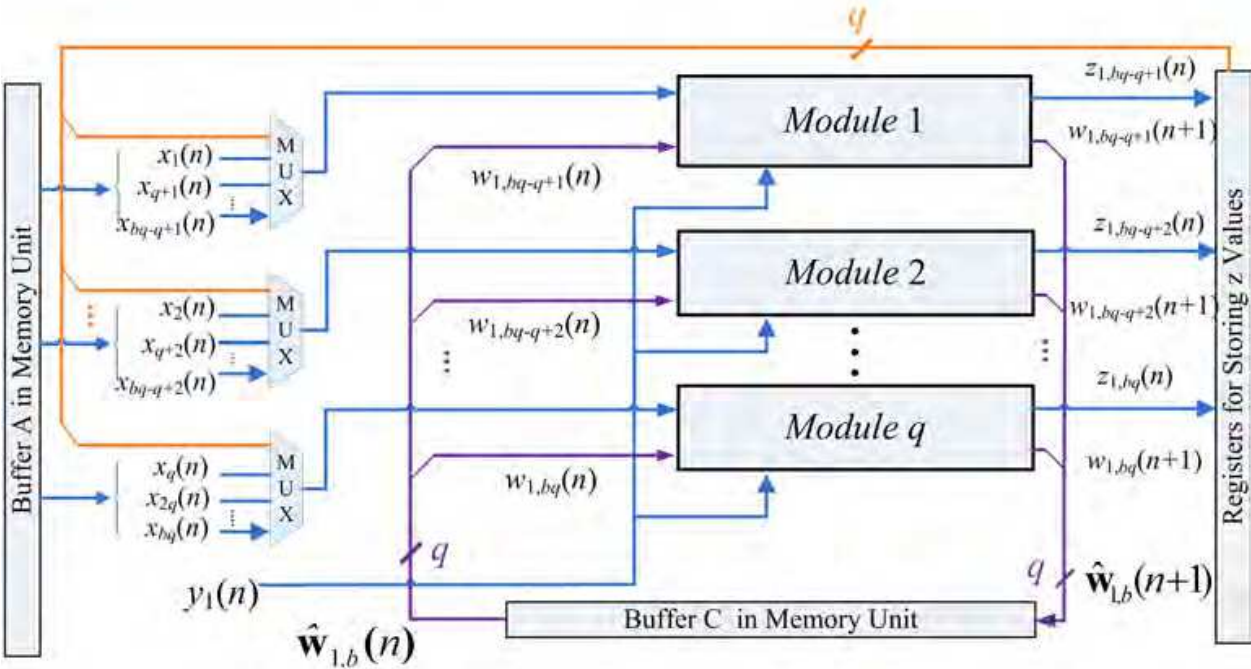 q
z1,bq-q+1(n)
Module 1
w1,bq-q+1(n+1)
M
U
X
x1(n)
xq+1(n)
⋮
xbq-q+1(n)
w1,bq-q+1(n)
z1,bq-q+2(n)
Module 2
w1,bq-q+2(n+1)
...
M
U
X
x2(n)
xq+2(n)
⋮
xbq-q+2(n)
w1,bq-q+2(n)
⋮
⋮
⋮
z1,bq(n)
Module q
w1,bq(n+1)
M
U
X
xq(n)
x2q(n)
⋮
xbq(n)
w1,bq(n)
q
q
ŵ1,b(n+1)
y1(n)
Buffer C in Memory Unit
ŵ1,b(n)
Buffer A in Memory Unit
Registers for Storing z Values